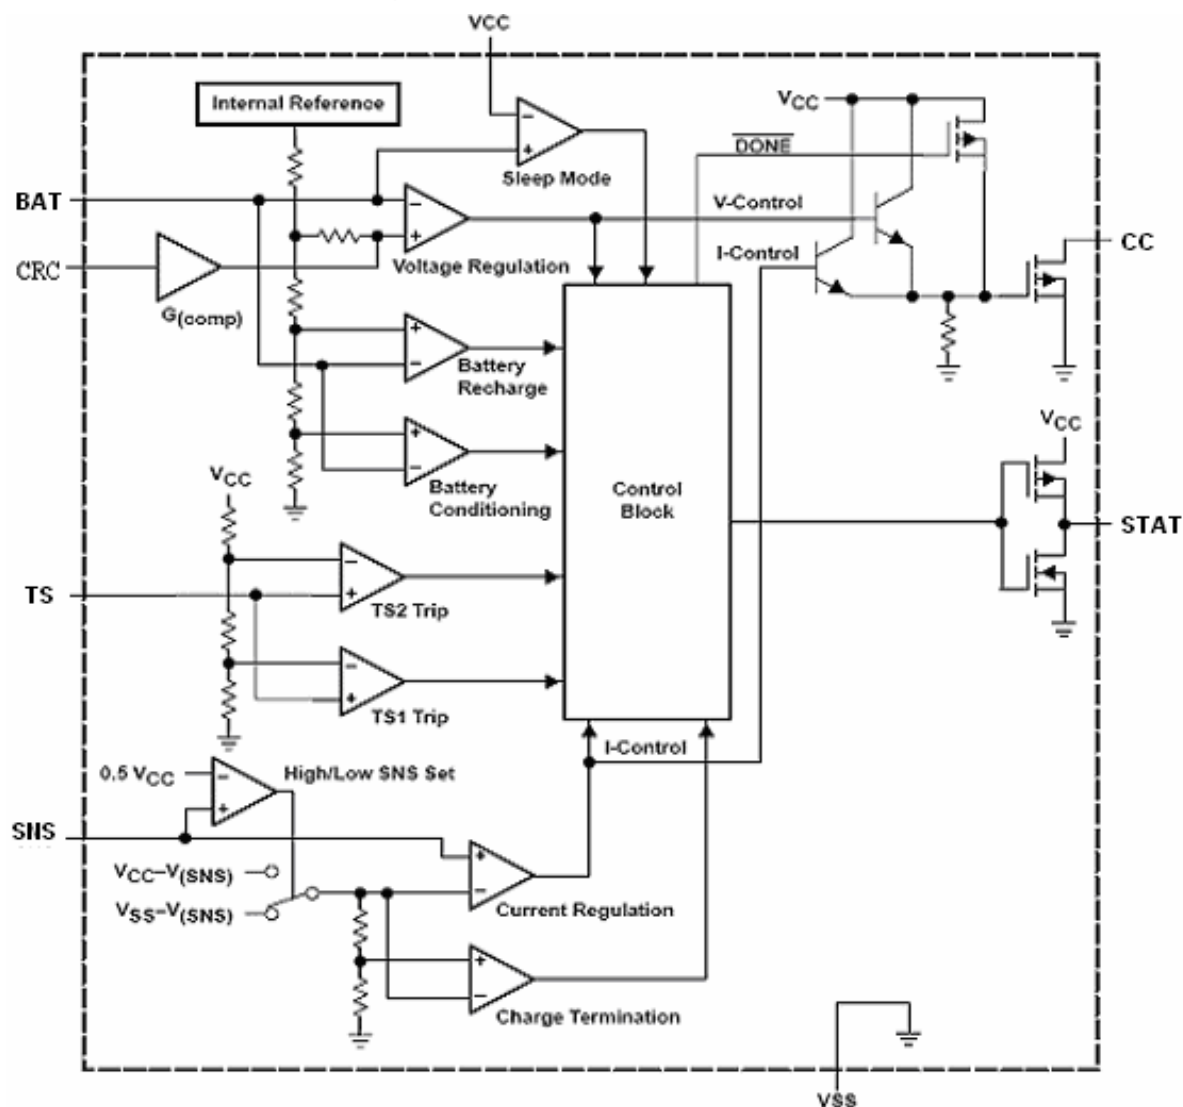 VCC
Internal Reference
−
+
Sleep Mode
VCC
DONE
BAT
−
+
Voltage Regulation
V-Control
I-Control
CC
CRC
G(comp)
+
−
Battery
Recharge
+
−
Battery
Conditioning
VCC
Control
Block
VCC
STAT
TS
−
+
TS2 Trip
−
+
TS1 Trip
I-Control
0.5 VCC
−
+
High/Low SNS Set
SNS
VCC–V(SNS)
VSS–V(SNS)
+
−
Current Regulation
+
−
Charge Termination
VSS